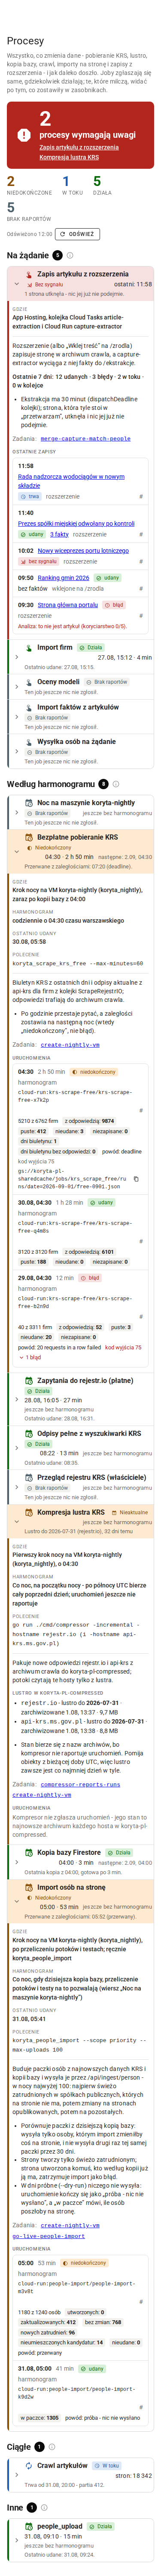 Procesy
Wszystko, co zmienia dane - pobieranie KRS, lustro,
kopia bazy, crawl, importy i zapis artykułu z
rozszerzenia - i jak daleko doszło. Joby zgłaszają się
same, globalnie; działają tu te, które milczą, widać
po tym, co zostawiły w zasobnikach.
2
procesy wymagają uwagi
Zapis artykułu z rozszerzenia
Kompresja lustra KRS
2
NIEDOKOŃCZONE
1
W TOKU
5
DZIAŁA
5
BRAK RAPORTÓW
Odświeżono 12:00
ODŚWIEŻ
Na żądanie 5
Zapis artykułu z rozszerzenia
Bez sygnału
ostatni: 11:58
1 strona utknęła - nic jej już nie podejmie.
GDZIE
App Hosting, kolejka Cloud Tasks article-
extraction i Cloud Run capture-extractor
Rozszerzenie (albo „Wklej treść” na /zrodla)
zapisuje stronę w bazie od razu; sama ekstrakcja-
wyrażająca z niej fakty do ekstrakcje.
Ostatnie 7 dni: 12 udanych · 3 błędy · 2 w toku ·
0 w kolejce
Ekstrakcja ma 30 minut (dispatchDeadline
kolejki); strona, która tyle stoi w
„przetwarzam”, utknęła i nic jej już nie
podejmie.
Zadania: merge-capture-match-people
OSTATNIE ZAPISY
11:58
Rada nadzorcza wodociągów w nowym
składzie
trwa rozszerzenie #
11:40
Prezes spółki miejskiej odwołany po kontroli
udany 3 fakty rozszerzenie #
10:02 Nowy wiceprezes portu lotniczego
bez sygnału rozszerzenie #
09:50 Ranking gmin 2026 udany
bez faktów wklejone na /zrodla #
09:30 Strona główna portalu błąd
rozszerzenie #
Analiza: to nie jest artykuł (korycianstwo 0/5).
Import firm Działa
27.08, 15:12 · 4 min
Ostatnio udane: 27.08, 15:15.
Oceny modeli Brak raportów
Ten job jeszcze nic nie zgłosił.
Import faktów z artykułów
Brak raportów
Ten job jeszcze nic nie zgłosił.
Wysyłka osób na żądanie
Brak raportów
Ten job jeszcze nic nie zgłosił.
Według harmonogramu 9
Noc na maszynie koryta-nightly
Brak raportów jeszcze bez harmonogramu
Ten job jeszcze nic nie zgłosił.
Bezpłatne pobieranie KRS
Niedokończone
04:30 · 2 h 50 min następne: 2.09, 04:30
Przerwane z zaległościami: 07:20 (deadline).
GDZIE
Krok nocy na VM koryta-nightly (koryta_nightly),
zaraz po kopii bazy z 04:00
HARMONOGRAM
codziennie o 04:30 czasu warszawskiego
OSTATNIO UDANY
30.08, 05:58
POLECENIE
koryta_scrape_krs_free --max-minutes=60
Biuletyn KRS z ostatnich dni i odpisy aktualne z
api-krs dla firm z kolejki ScrapeRejestrIO;
odpowiedzi trafiają do archiwum crawla.
Po godzinie przestaje pytać, a zaległości
zostawia na następną noc (wtedy
„niedokończony”, nie błąd).
Zadania: create-nightly-vm
URUCHOMIENIA
04:30 2 h 50 min niedokończony
harmonogram
cloud-run:krs-scrape-free/krs-scrape-
free-x7k2p
#
5210 z 6762 firm z odpowiedzią: 9874
puste: 412 nieudane: 3 niezapisane: 0
dni biuletynu: 1
dni biuletynu bez odpowiedzi: 0 powód: deadline
kod wyjścia 75
gs://koryta-pl-
sharedcache/jobs/krs_scrape_free/ru
ns/date=2026-09-01/free-0901.json
30.08, 04:30 1 h 28 min udany
harmonogram
cloud-run:krs-scrape-free/krs-scrape-
free-q4m8s
#
3120 z 3120 firm z odpowiedzią: 6101
puste: 188 nieudane: 0 niezapisane: 0
29.08, 04:30 12 min błąd
harmonogram
cloud-run:krs-scrape-free/krs-scrape-
free-b2n9d
#
40 z 3311 firm z odpowiedzią: 52 puste: 3
nieudane: 20 niezapisane: 0
powód: 20 requests in a row failed kod wyjścia 75
1 błąd
Zapytania do rejestr.io (płatne)
Działa
28.08, 16:05 · 27 min
jeszcze bez harmonogramu
Ostatnio udane: 28.08, 16:31.
Odpisy pełne z wyszukiwarki KRS
Działa
08:22 · 13 min jeszcze bez harmonogramu
Ostatnio udane: 08:35.
Przegląd rejestru KRS (właściciele)
Brak raportów jeszcze bez harmonogramu
Ten job jeszcze nic nie zgłosił.
Kompresja lustra KRS Nieaktualne
jeszcze bez harmonogramu
Lustro do 2026-07-31 (rejestr.io), 32 dni temu
GDZIE
Pierwszy krok nocy na VM koryta-nightly
(koryta_nightly), o 04:30
HARMONOGRAM
Co noc, na początku nocy - po północy UTC bierze
cały poprzedni dzień; uruchomień jeszcze nie
raportuje
POLECENIE
go run ./cmd/compressor -incremental -
hostname rejestr.io (i -hostname api-
krs.ms.gov.pl)
Pakuje nowe odpowiedzi rejestr.io i api-krs z
archiwum crawla do koryta-pl-compressed;
potoki czytają te hosty tylko z lustra.
LUSTRO W KORYTA-PL-COMPRESSED
rejestr.io · lustro do 2026-07-31 ·
zarchiwizowane 1.08, 13:37 · 9,7 MB
api-krs.ms.gov.pl · lustro do 2026-07-31 ·
zarchiwizowane 1.08, 13:38 · 8,8 MB
Stan bierze się z nazw archiwów, bo
kompresor nie raportuje uruchomień. Pomija
obiekty z bieżącej doby UTC, więc lustro
zawsze jest co najmniej dzień w tyle.
Zadania: compressor-reports-runs
create-nightly-vm
URUCHOMIENIA
Kompresor nie zgłasza uruchomień - jego stan to
najnowsze archiwum każdego hosta w koryta-pl-
compressed.
Kopia bazy Firestore Działa
04:00 · 3 min następne: 2.09, 04:00
Ostatnia kopia z 04:00, gotowa po 3 min.
Import osób na stronę
Niedokończone
05:00 · 53 min jeszcze bez harmonogramu
Przerwane z zaległościami: 05:52 (przerwany).
GDZIE
Krok nocy na VM koryta-nightly (koryta_nightly),
po przeliczeniu potoków i testach; ręcznie
koryta_people_import
HARMONOGRAM
Co noc, gdy dzisiejsza kopia bazy, przeliczenie
potoków i testy na to pozwalają (wiersz „Noc na
maszynie koryta-nightly”)
OSTATNIO UDANY
31.08, 05:41
POLECENIE
koryta_people_import --scope priority --
max-uploads 100
Buduje paczki osób z najnowszych danych KRS i
kopii bazy i wysyła je przez /api/ingest/person -
w nocy najwyżej 100: najpierw świeżo
zatrudnionych w spółkach publicznych, których
stronie nie ma, potem zmiany na stronach
opublikowanych, potem na pozostałych.
Porównuje paczki z dzisiejszą kopią bazy:
wysyła tylko osoby, którym import zmieniłby
coś na stronie, i nie wysyła drugi raz tej samej
paczki przez 30 dni.
Strony tworzy tylko świeżo zatrudnionym;
strona utworzona komuś, kto według kopii już
ją ma, zatrzymuje import jako błąd.
W dni próbne (--dry-run) niczego nie wysyła:
uruchomienie kończy się jako „próba - nic nie
wysłano”, a „w paczce” mówi, ile osób
poszłoby na stronę.
Zadania: create-nightly-vm
go-live-people-import
URUCHOMIENIA
05:00 53 min niedokończony
harmonogram
cloud-run:people-import/people-import-
m3v8t
#
1180 z 1240 osób utworzonych: 0
zaktualizowanych: 412 bez zmian: 768
nowych zatrudnień: 96
nieumieszczonych kandydatur: 14 nieudane: 0
powód: przerwany
31.08, 05:00 41 min udany
harmonogram
cloud-run:people-import/people-import-
k9d2w
#
w paczce: 1305 powód: próba - nic nie wysłano
Ciągłe 1
Crawl artykułów W toku
stron: 18 342
Trwa od 31.08, 20:00 - partia 412.
Inne 1
people_upload Działa
31.08, 09:10 · 15 min
jeszcze bez harmonogramu
Ostatnio udane: 31.08, 09:24.